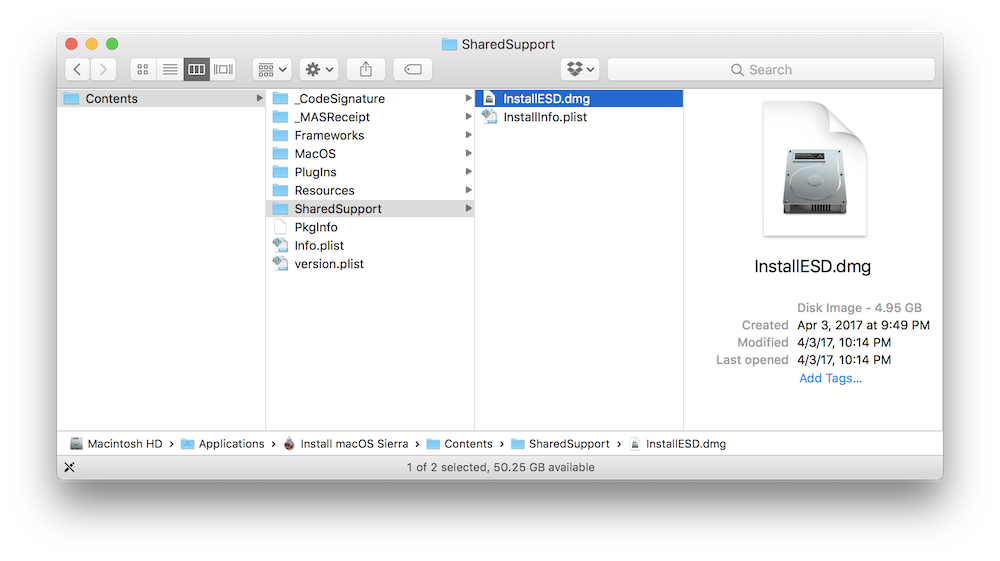 SharedSupport
Search
Contents
_CodeSignature
_MASReceipt
Frameworks
MacOS
PlugIns
Resources
SharedSupport
PkgInfo
Info.plist
version.plist
InstallESD.dmg
InstallInfo.plist
InstallESD.dmg
Disk Image - 4.95 GB
Created Apr 3, 2017 at 9:49 PM
Modified 4/3/17, 10:14 PM
Last opened 4/3/17, 10:14 PM
Add Tags...
Macintosh HD › Applications › Install macOS Sierra › Contents › SharedSupport › InstallESD.dmg
1 of 2 selected, 50.25 GB available